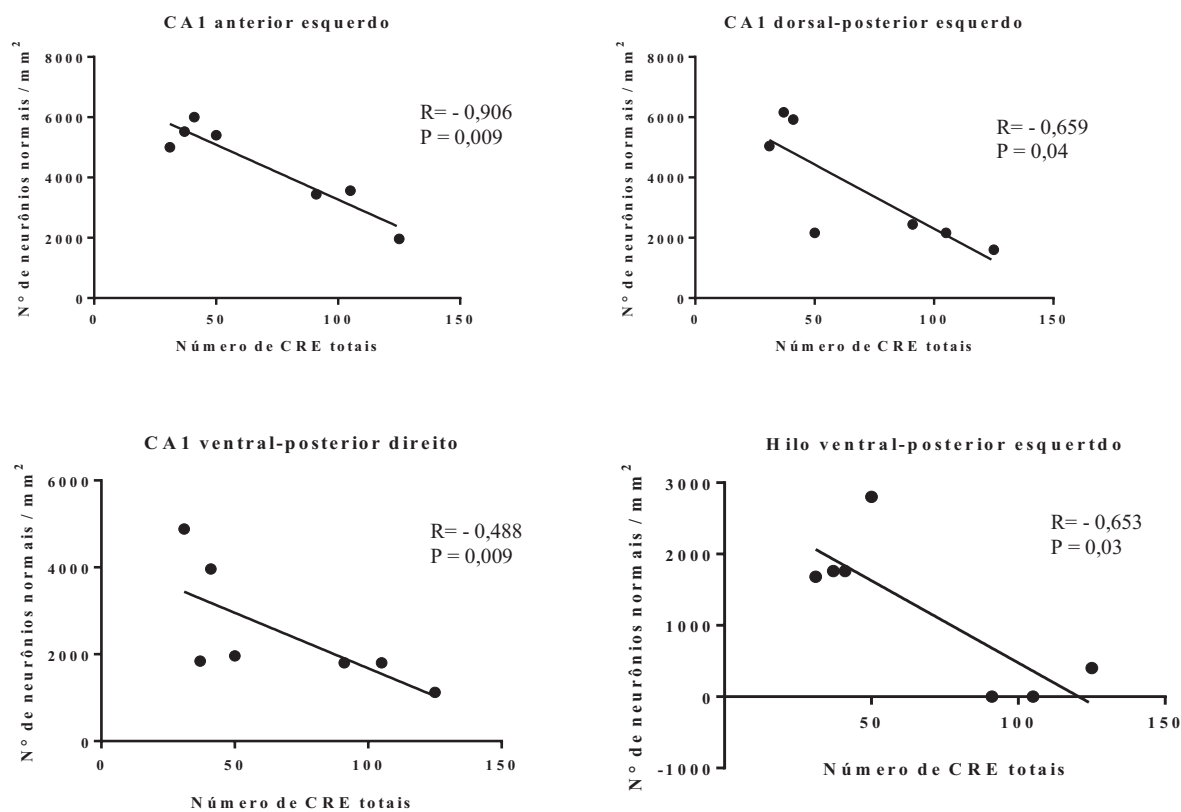 CA1 anterior esquerdo
N° de neurônios normais / mm²
8000
6000
4000
2000
0
0 50 100 150
Número de CRE totais
R= - 0,906
P = 0,009
CA1 dorsal-posterior esquerdo
N° de neurônios normais / mm²
8000
6000
4000
2000
0
0 50 100 150
Número de CRE totais
R= - 0,659
P = 0,04
CA1 ventral-posterior direito
N° de neurônios normais / mm²
6000
4000
2000
0
0 50 100 150
Número de CRE totais
R= - 0,488
P = 0,009
Hilo ventral-posterior esquertdo
N° de neurônios normais / mm²
3000
2000
1000
0
-1000
50 100 150
Número de CRE totais
R= - 0,653
P = 0,03